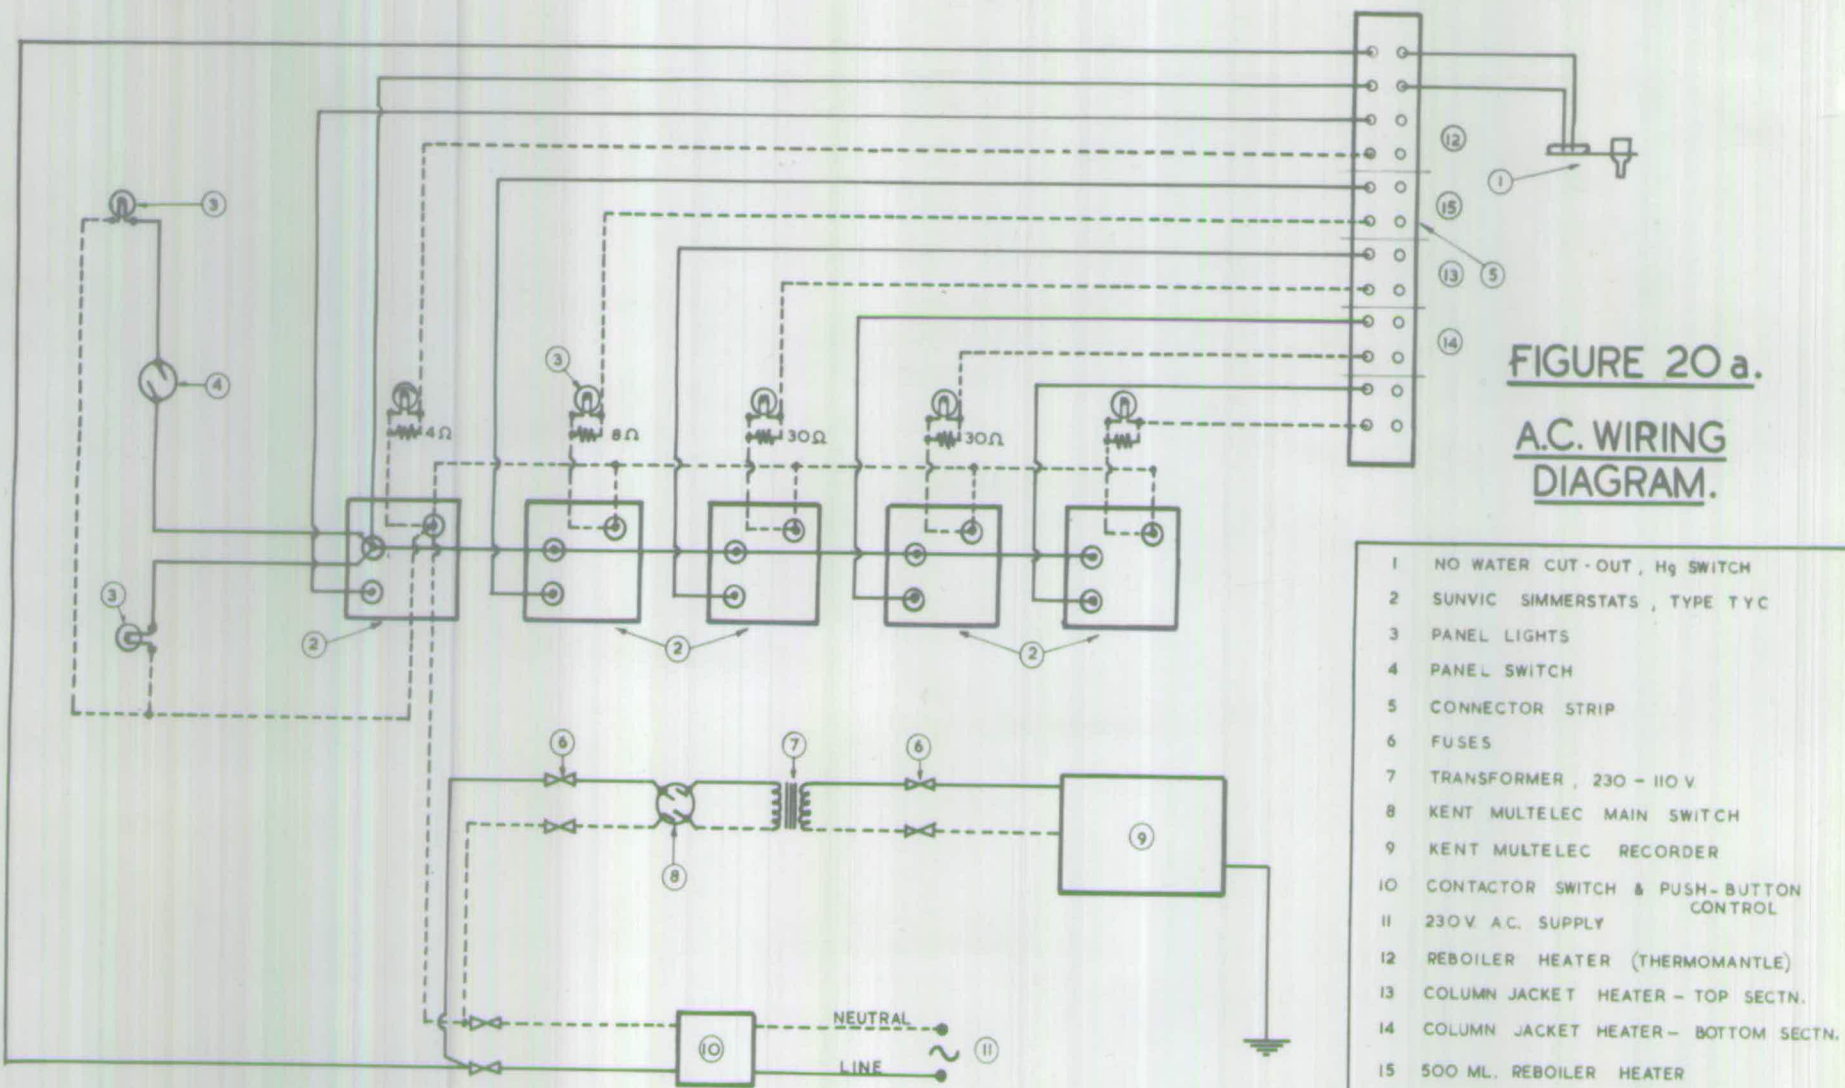 12
1
3
15
5
13
14
3
4
FIGURE 20 a.
A.C. WIRING
DIAGRAM.
4Ω
8Ω
30Ω
30Ω
3
2
2
2
6
7
6
8
9
NEUTRAL
10
11
LINE
1 NO WATER CUT-OUT, Hg SWITCH
2 SUNVIC SIMMERSTATS, TYPE TYC
3 PANEL LIGHTS
4 PANEL SWITCH
5 CONNECTOR STRIP
6 FUSES
7 TRANSFORMER, 230 - 110 V
8 KENT MULTELEC MAIN SWITCH
9 KENT MULTELEC RECORDER
10 CONTACTOR SWITCH & PUSH-BUTTON
CONTROL
11 230V. A.C. SUPPLY
12 REBOILER HEATER (THERMOMANTLE)
13 COLUMN JACKET HEATER - TOP SECTN.
14 COLUMN JACKET HEATER - BOTTOM SECTN.
15 500 ML. REBOILER HEATER